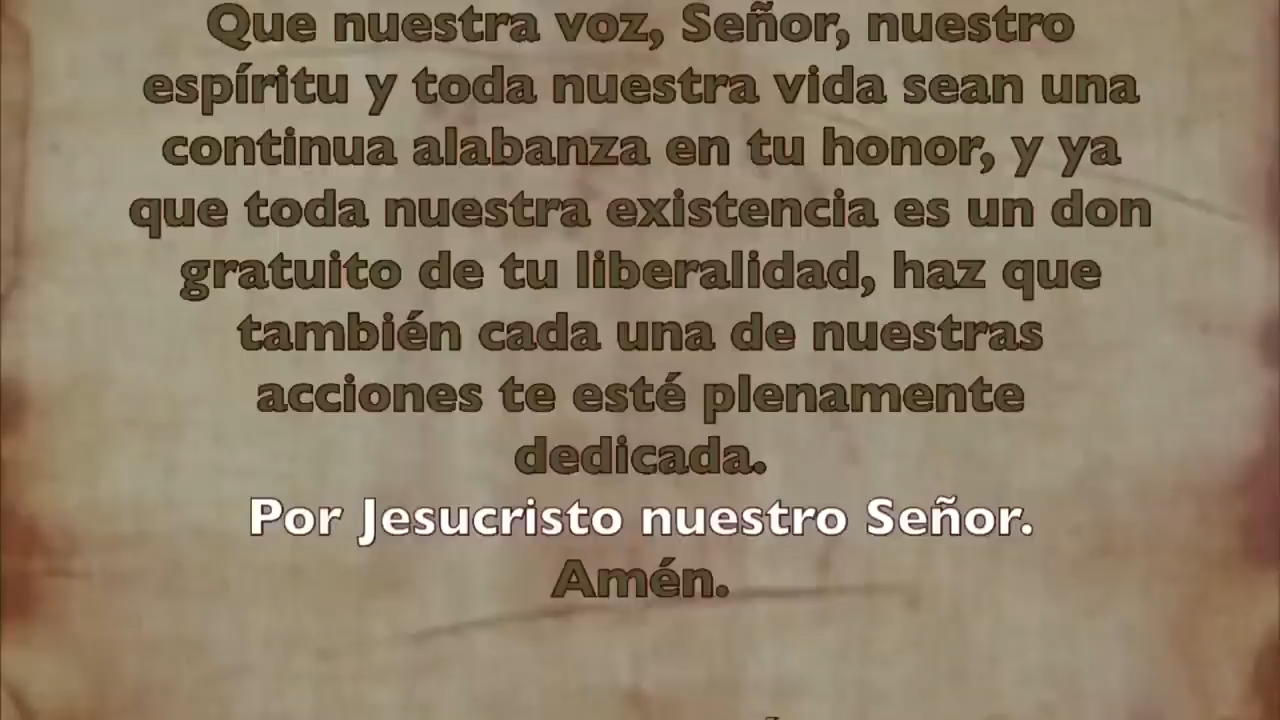 Que nuestra voz, Señor, nuestro
espíritu y toda nuestra vida sean una
continua alabanza en tu honor, y ya
que toda nuestra existencia es un don
gratuito de tu liberalidad, haz que
también cada una de nuestras
acciones te esté plenamente
dedicada.
Por Jesucristo nuestro Señor.
Amén.